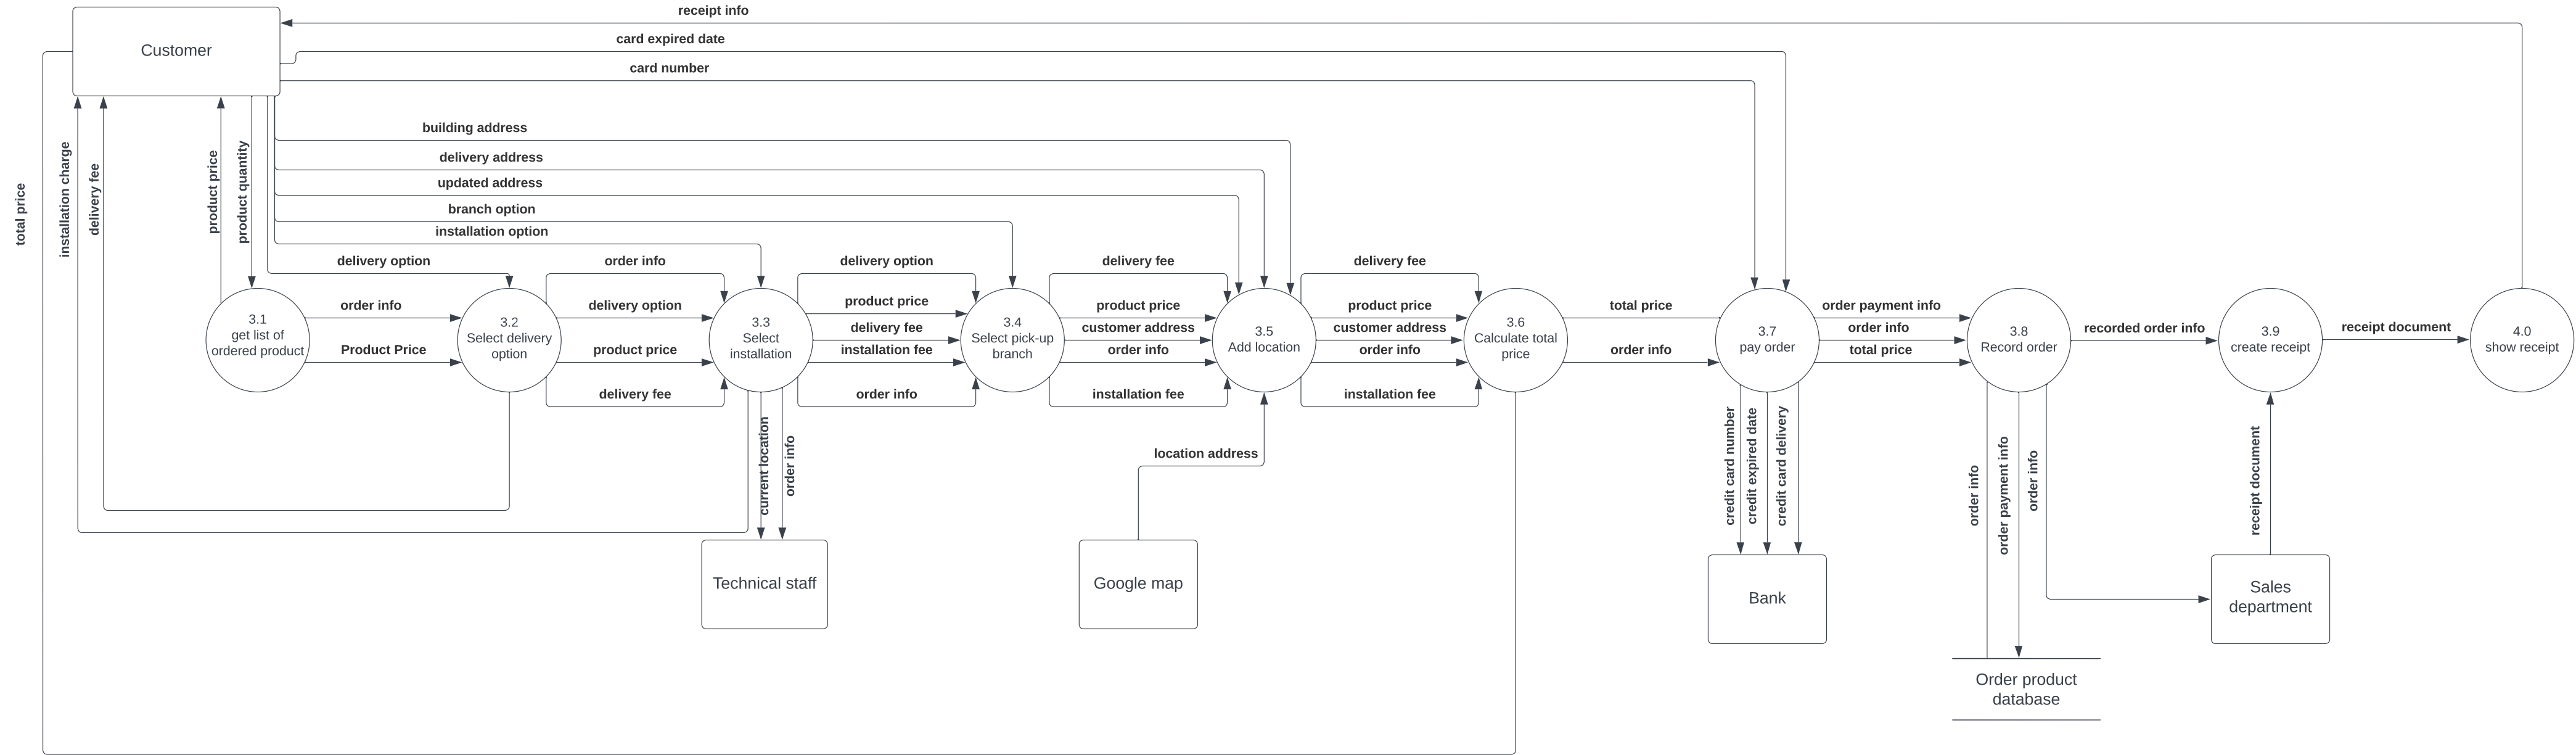 receipt info
card expired date
card number
Customer
building address
delivery address
updated address
branch option
installation option
total price
installation charge
delivery fee
product price
product quantity
delivery option
order info
delivery option
delivery fee
delivery fee
order info
delivery option
product price
product price
product price
total price
order payment info
3.1
get list of
ordered product
3.2
Select delivery
option
3.3
Select
installation
3.4
Select pick-up
branch
3.5
Add location
3.6
Calculate total
price
3.7
pay order
3.8
Record order
3.9
create receipt
4.0
show receipt
delivery fee
customer address
customer address
order info
recorded order info
receipt document
Product Price
product price
installation fee
order info
order info
order info
total price
delivery fee
order info
installation fee
installation fee
current location
order info
location address
credit card number
credit expired date
credit card delivery
order info
order payment info
order info
receipt document
Technical staff
Google map
Bank
Sales
department
Order product
database